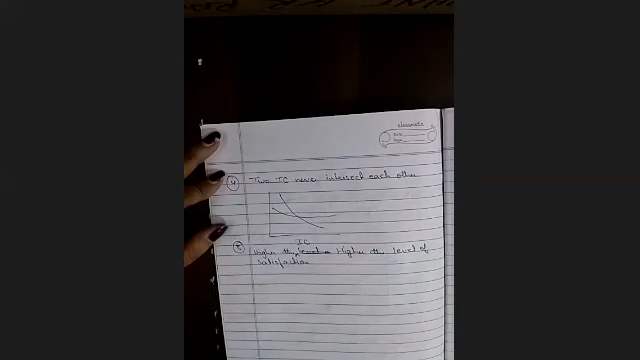 classmate
Date
Page
4 Two IC never intersect each other
IC
5 Higher the level Higher the level of
Satisfaction